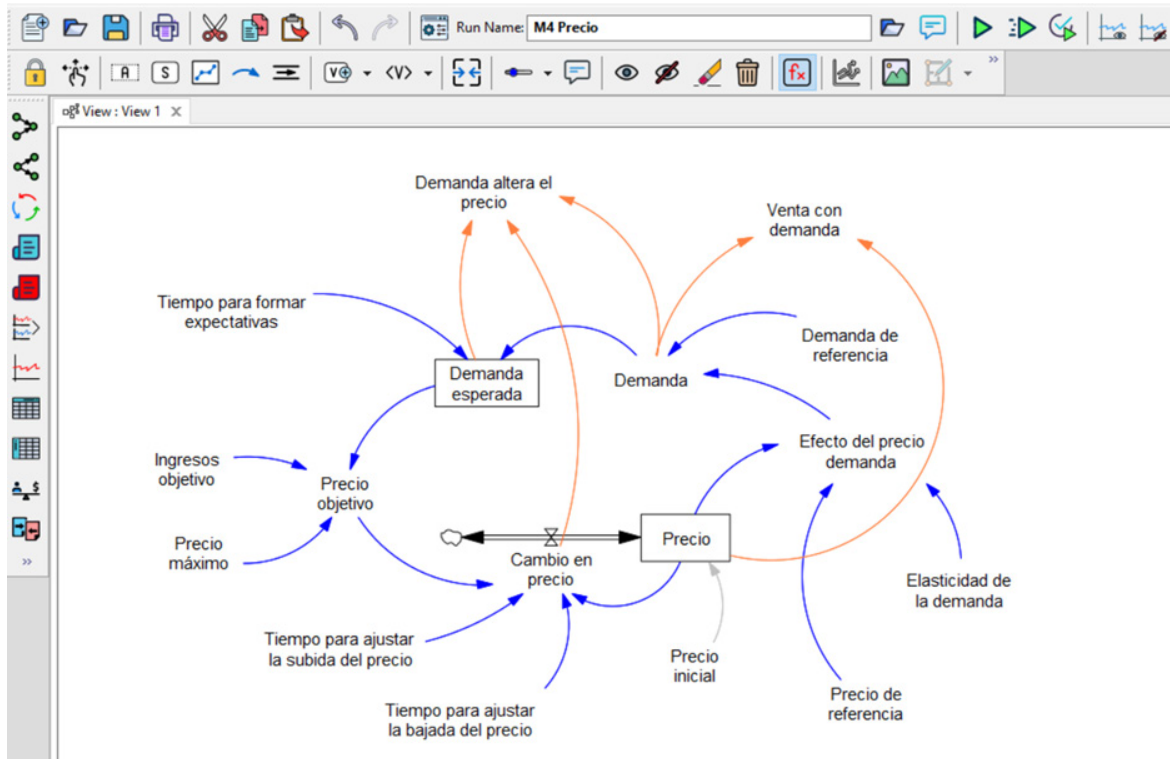 Run Name: M4 Precio
A
S
V
<V>
fx
View : View 1 X
Demanda altera el
precio
Venta con
demanda
Tiempo para formar
expectativas
Demanda de
referencia
Demanda
esperada
Demanda
Efecto del precio
demanda
Ingresos
objetivo
Precio
objetivo
Precio
máximo
Precio
Cambio en
precio
Elasticidad de
la demanda
Tiempo para ajustar
la subida del precio
Precio
inicial
Precio de
referencia
Tiempo para ajustar
la bajada del precio